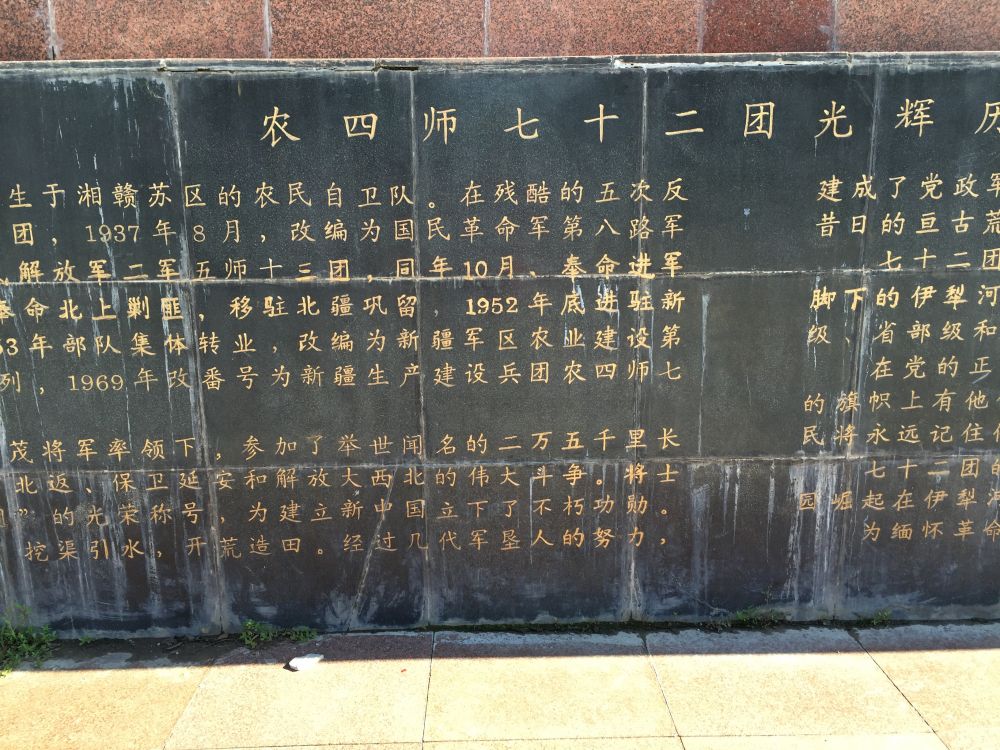 农四师七十二团光辉历
生于湘赣苏区的农民自卫队。在残酷的五次反
团，1937年8月，改编为国民革命军第八路军
解放军二军五师十三团，同年10月、奉命进军
奉命北上剿匪，移驻北疆巩留，1952年底进驻新
53年部队集体转业，改编为新疆军区农业建设第
列，1969年改番号为新疆生产建设兵团农四师七
茂将军率领下，参加了举世闻名的二万五千里长
北返、保卫延安和解放大西北的伟大斗争。将士
”的光荣称号，为建立新中国立下了不朽功勋。
挖渠引水，开荒造田。经过几代军垦人的努力，
建成了党政军
昔日的亘古荒
七十二团
脚下的伊犁河
级、省部级和
在党的正
的旗帜上有他
民将永远记住
七十二团的
园崛起在伊犁河
为缅怀革命